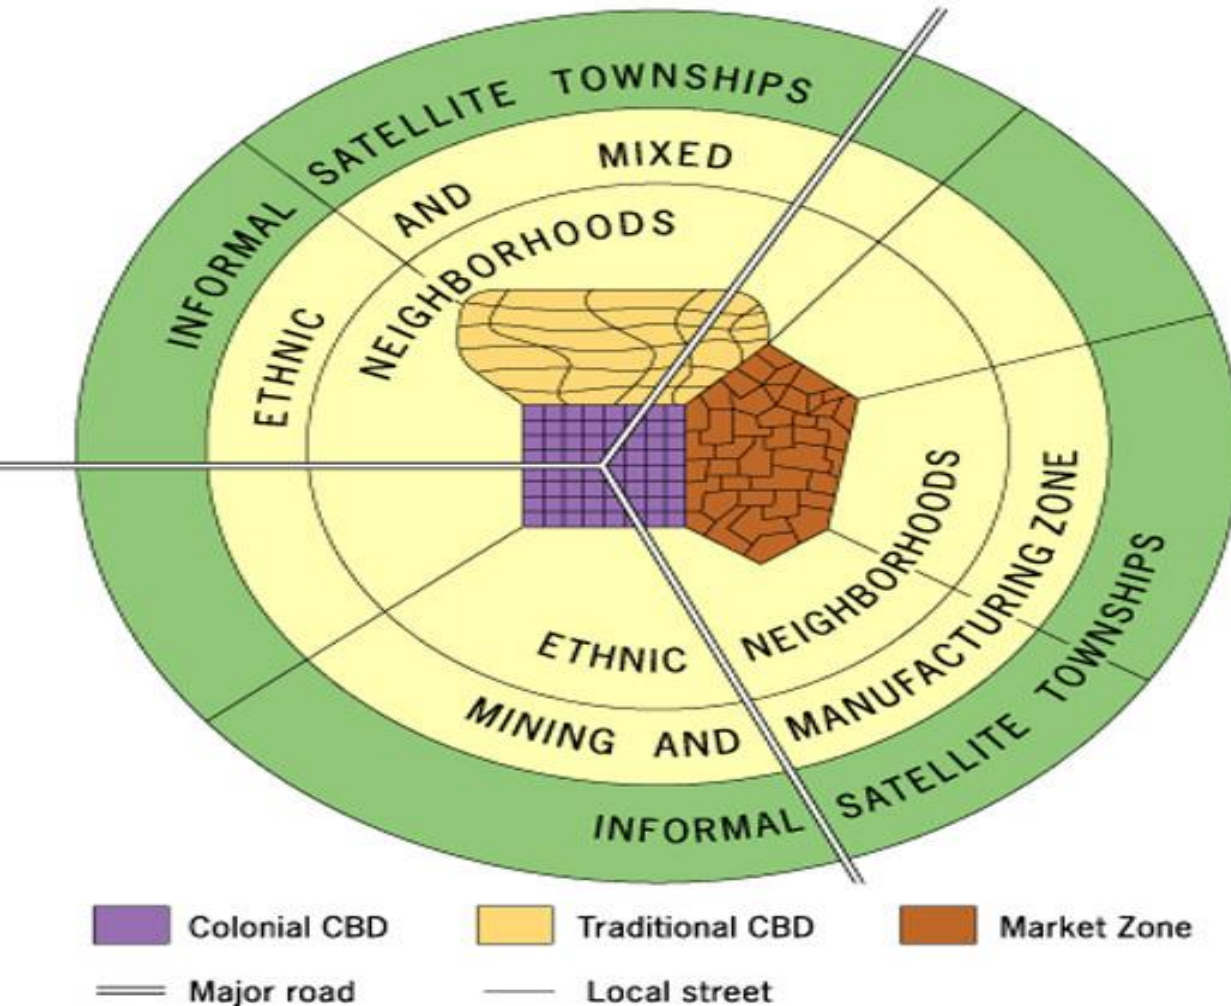 INFORMAL SATELLITE TOWNSHIPS
ETHNIC AND MIXED
NEIGHBORHOODS
ETHNIC NEIGHBORHOODS
MINING AND MANUFACTURING ZONE
INFORMAL SATELLITE TOWNSHIPS
Colonial CBD
Traditional CBD
Market Zone
Major road
Local street